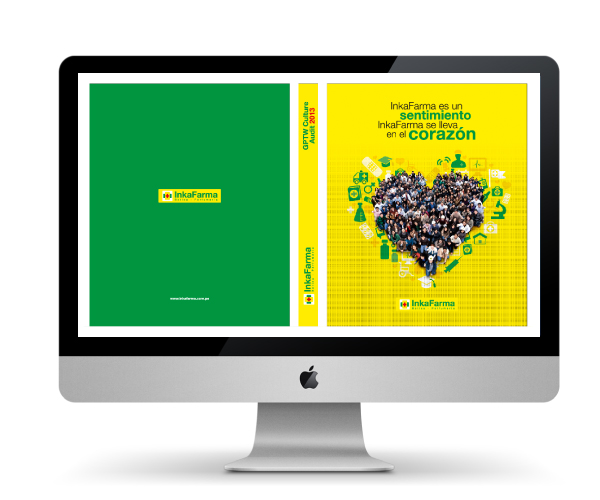 InkaFarma
www.inkafarma.com.pe
GPTW Culture
Audit 2013
InkaFarma
InkaFarma es un
sentimiento
InkaFarma se lleva
en el corazón
InkaFarma